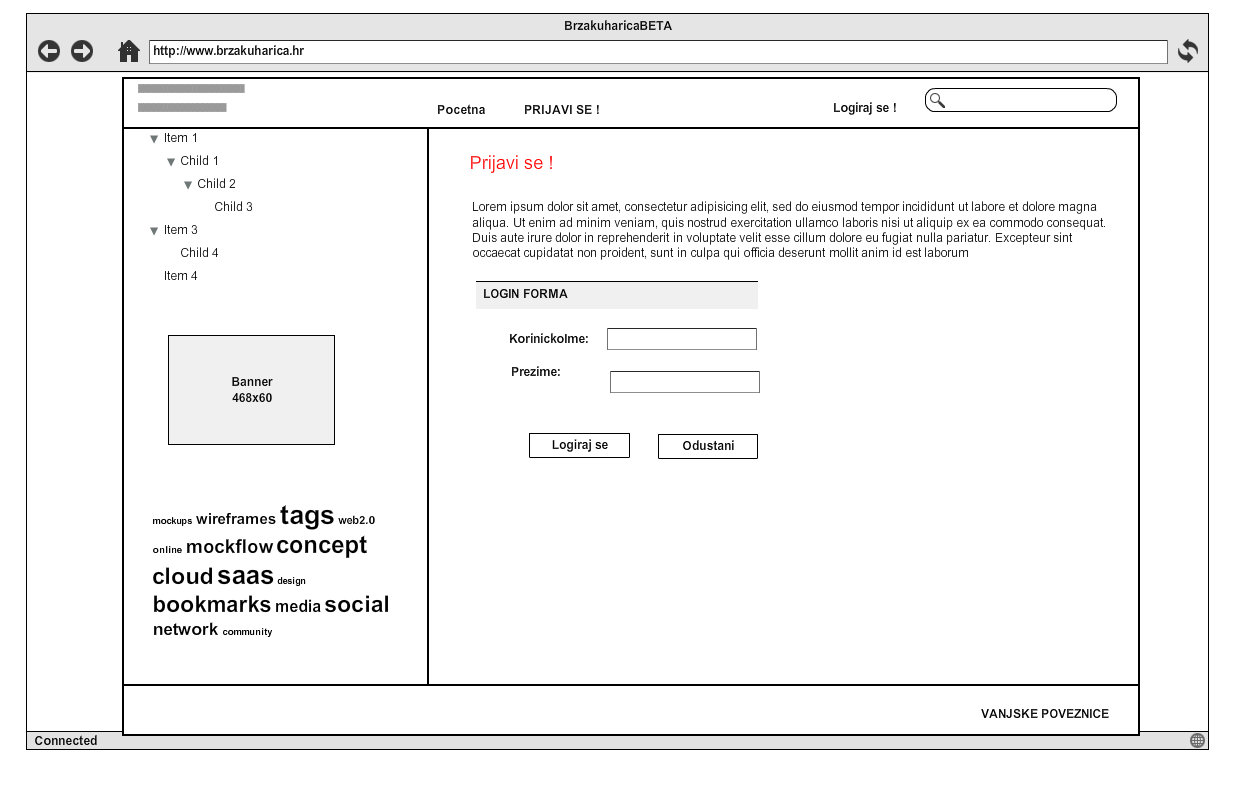 BrzakuharicaBETA
http://www.brzakuharica.hr
Pocetna
PRIJAVI SE !
Logiraj se !
Item 1
Child 1
Child 2
Child 3
Item 3
Child 4
Item 4
Banner
468x60
mockups wireframes tags web2.0
online mockflow concept
cloud saas design
bookmarks media social
network community
Prijavi se !
Lorem ipsum dolor sit amet, consectetur adipisicing elit, sed do eiusmod tempor incididunt ut labore et dolore magna
aliqua. Ut enim ad minim veniam, quis nostrud exercitation ullamco laboris nisi ut aliquip ex ea commodo consequat.
Duis aute irure dolor in reprehenderit in voluptate velit esse cillum dolore eu fugiat nulla pariatur. Excepteur sint
occaecat cupidatat non proident, sunt in culpa qui officia deserunt mollit anim id est laborum
LOGIN FORMA
KorinickoIme:
Prezime:
Logiraj se
Odustani
VANJSKE POVEZNICE
Connected